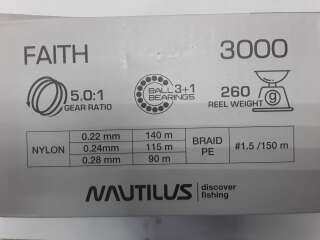 FAITH 3000
5.0:1
GEAR RATIO
BALL 3+1
BEARINGS
260
REEL WEIGHT
g
NYLON 0.22 mm 140 m BRAID PE #1.5 /150 m
0.24mm 115 m
0.28 mm 90 m
NAUTILUS discover
fishing